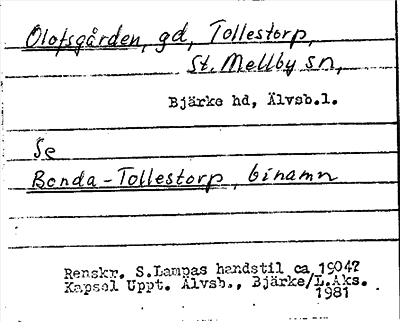 Olofsgården, gd, Tollestorp,
St. Mellby sn,
Bjärke hd, Älvsb.l.
Se
Bonda-Tollestorp, binamn
Renskr. S.Lampas handstil ca 1904?
Kapsel Uppt. Älvsb., Bjärke/L.Aks.
1981